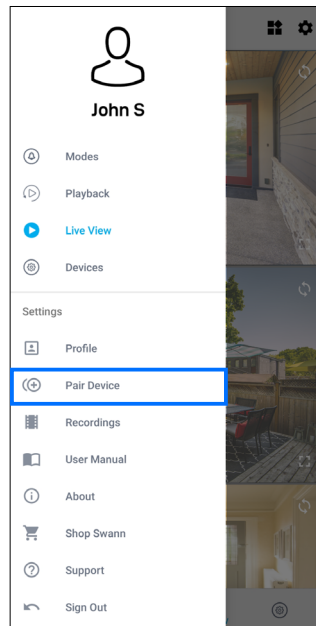 John S
Modes
Playback
Live View
Devices
Settings
Profile
Pair Device
Recordings
User Manual
About
Shop Swann
Support
Sign Out